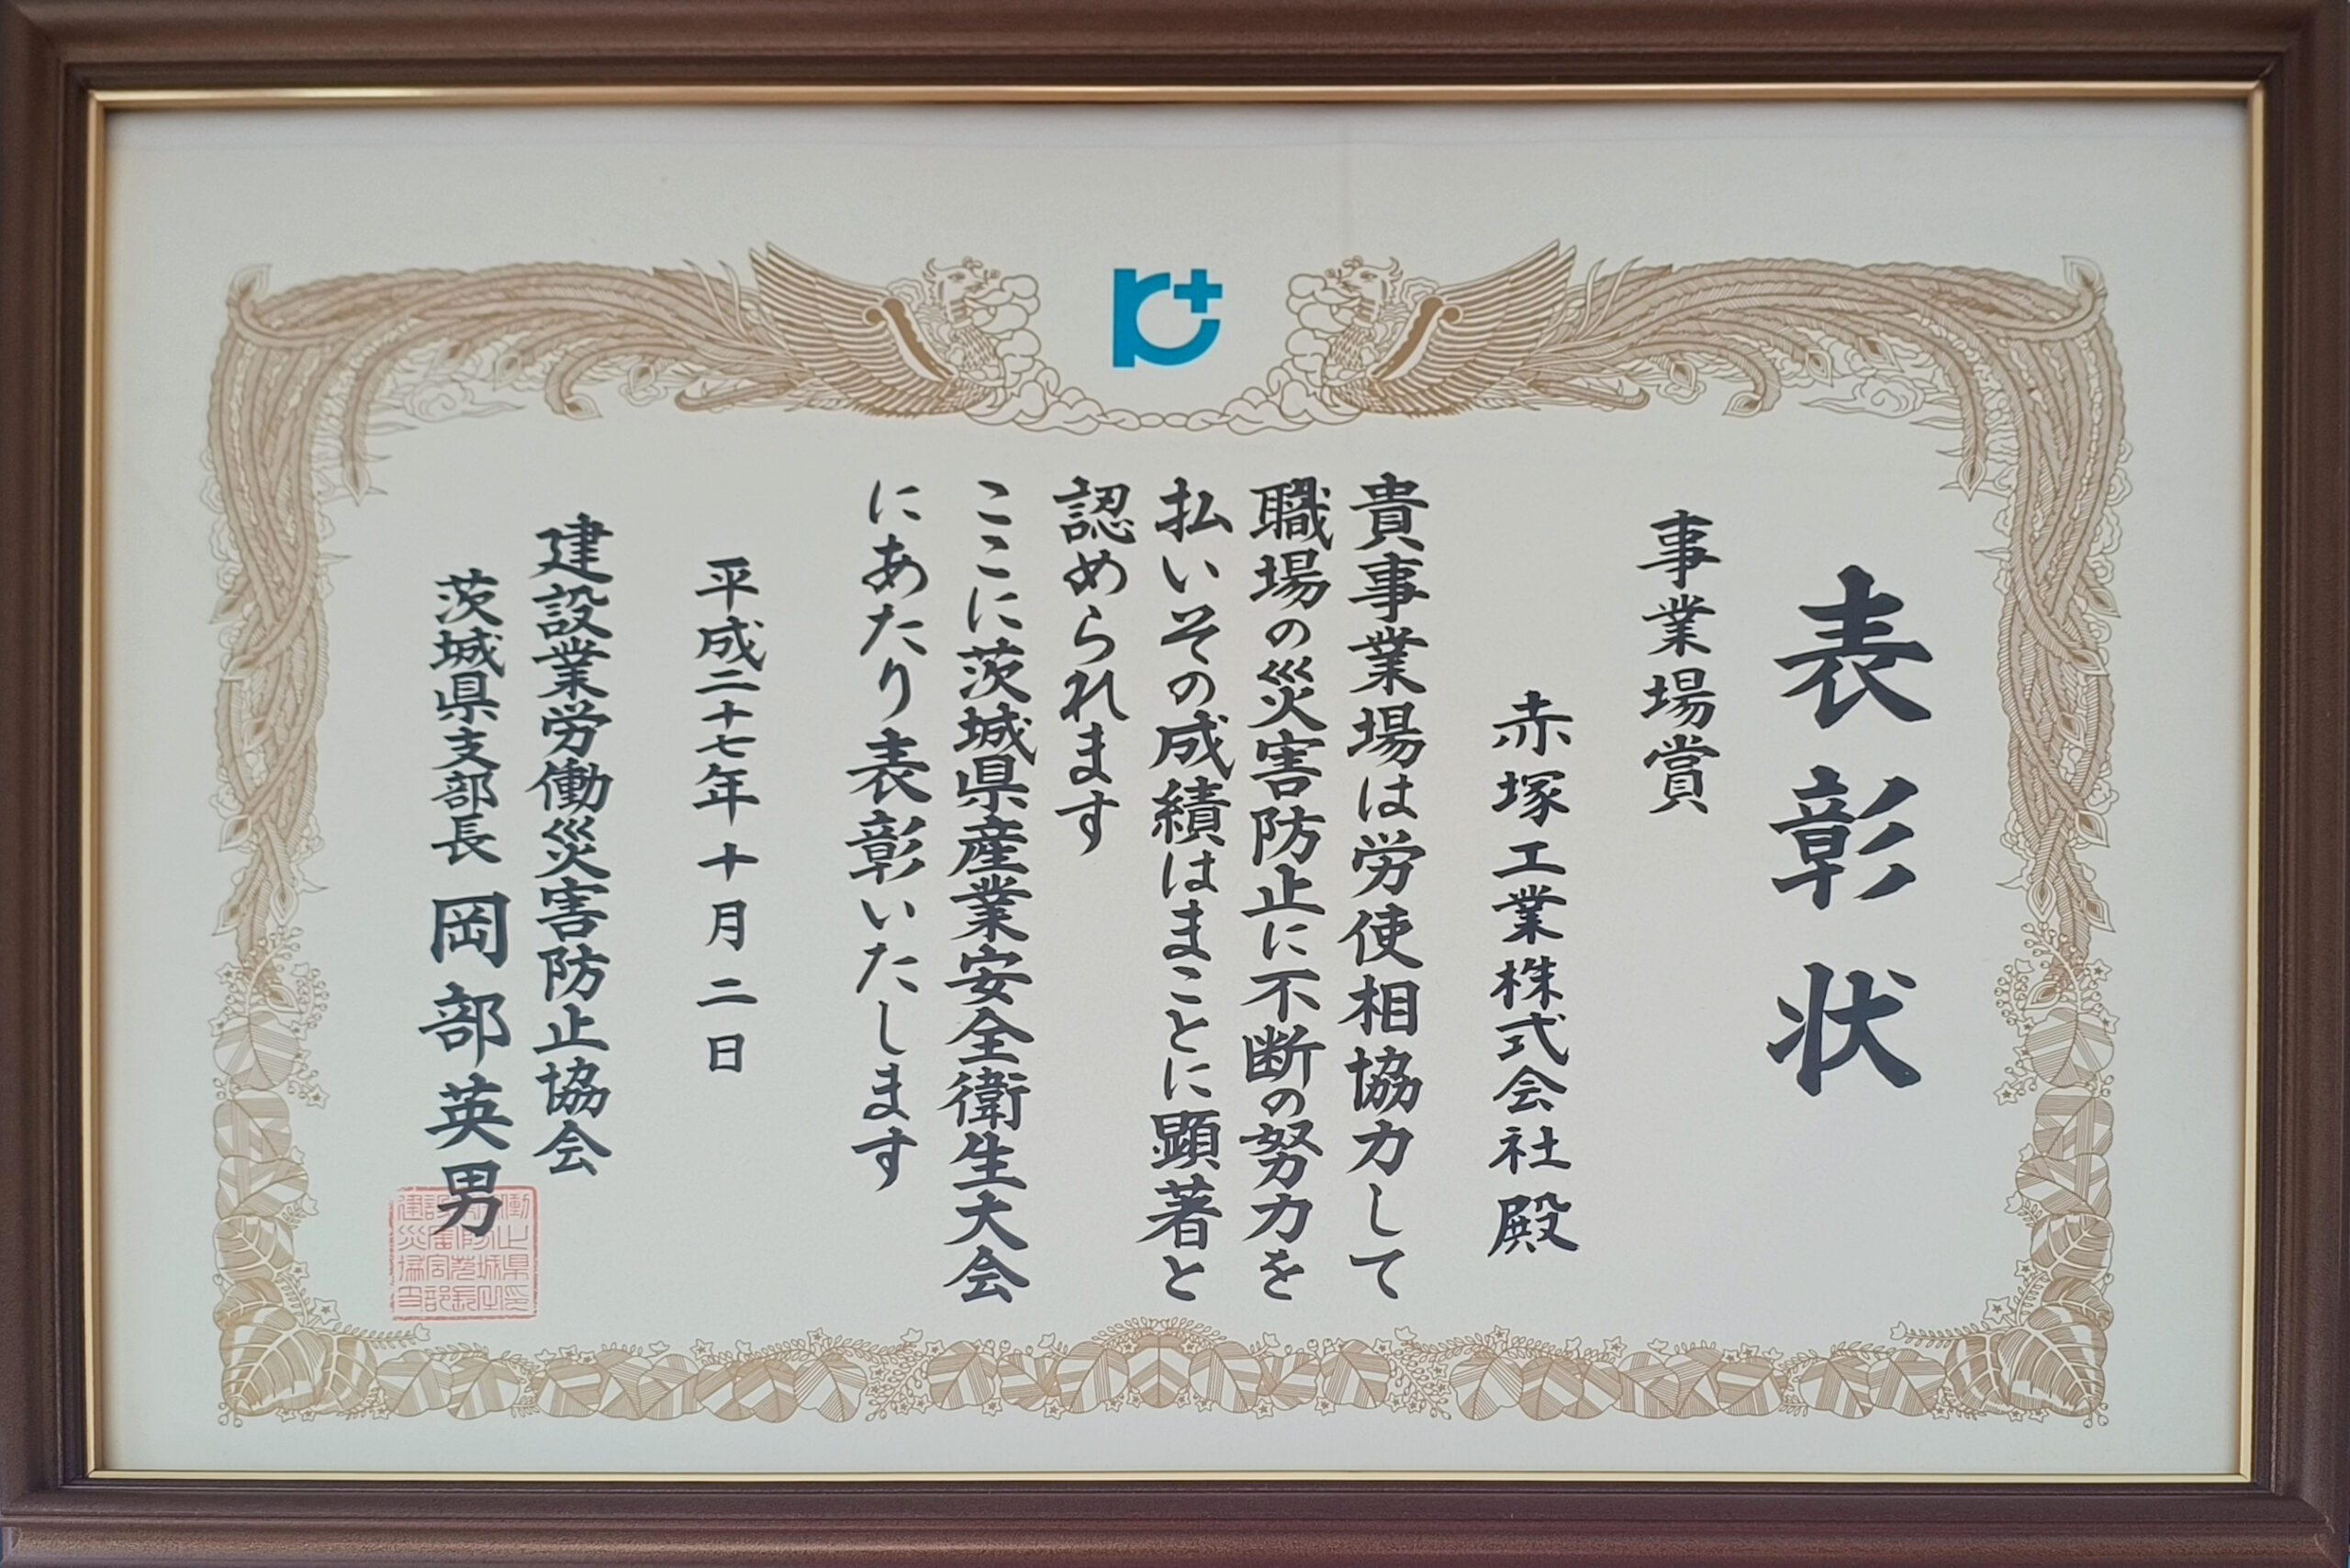 表彰状
事業場賞
赤塚工業株式会社殿
貴事業場は労使相協力して
職場の災害防止に不断の努力を
払いその成績はまことに顕著と
認められます
ここに茨城県産業安全衛生大会
にあたり表彰いたします
平成二十七年十月二日
建設業労働災害防止協会
茨城県支部長 岡部英男